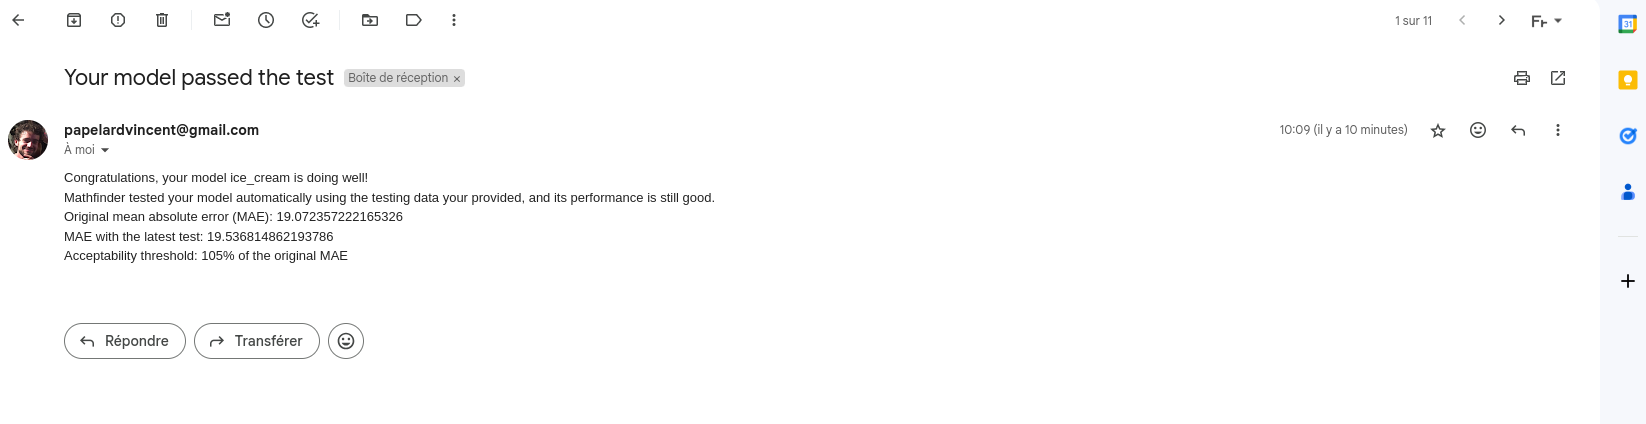 1 sur 11
Fr
31
Your model passed the test
Boîte de réception ×
papelardvincent@gmail.com
10:09 (il y a 10 minutes)
À moi
Congratulations, your model ice_cream is doing well!
Mathfinder tested your model automatically using the testing data your provided, and its performance is still good.
Original mean absolute error (MAE): 19.072357222165326
MAE with the latest test: 19.536814862193786
Acceptability threshold: 105% of the original MAE
Répondre
Transférer